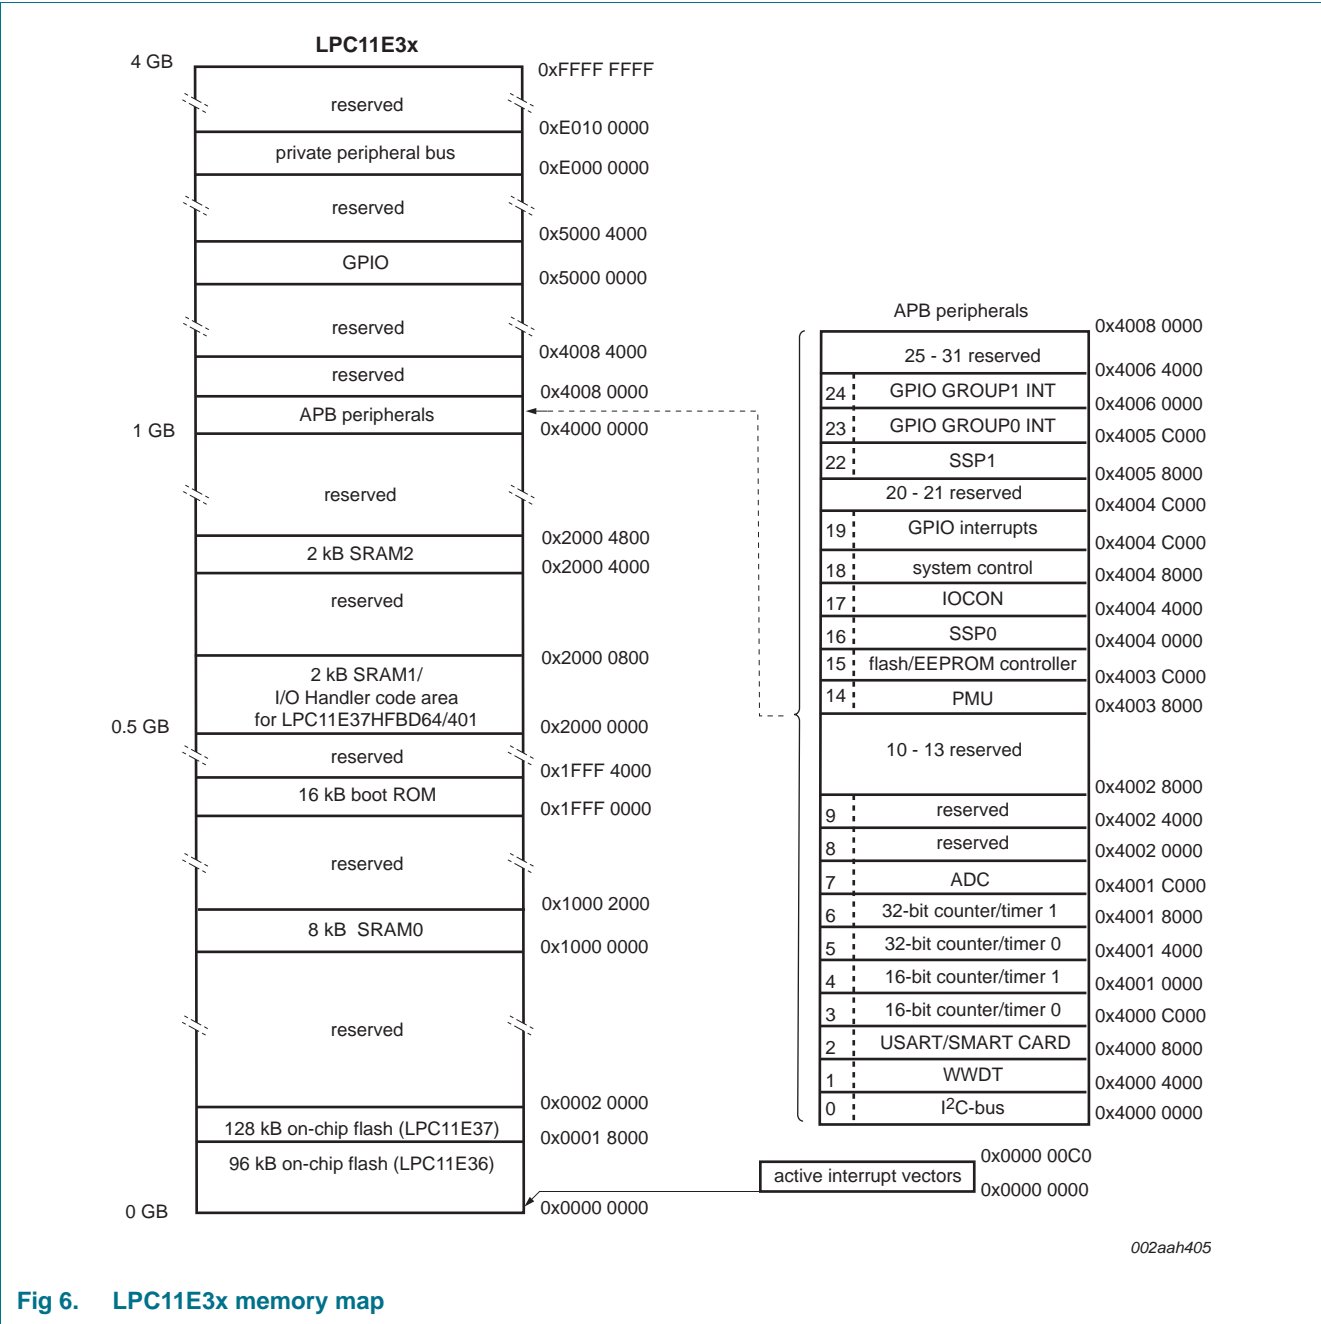 LPC11E3x
4 GB
0xFFFF FFFF
reserved
0xE010 0000
private peripheral bus
0xE000 0000
reserved
0x5000 4000
GPIO
0x5000 0000
reserved
0x4008 4000
reserved
0x4008 0000
APB peripherals
1 GB
0x4000 0000
reserved
0x2000 4800
2 kB SRAM2
0x2000 4000
reserved
0x2000 0800
2 kB SRAM1/
I/O Handler code area
for LPC11E37HFBD64/401
0.5 GB
0x2000 0000
reserved
0x1FFF 4000
16 kB boot ROM
0x1FFF 0000
reserved
0x1000 2000
8 kB SRAM0
0x1000 0000
reserved
0x0002 0000
128 kB on-chip flash (LPC11E37)
0x0001 8000
96 kB on-chip flash (LPC11E36)
0 GB
0x0000 0000
APB peripherals
0x4008 0000
25 - 31 reserved
0x4006 4000
24 GPIO GROUP1 INT
0x4006 0000
23 GPIO GROUP0 INT
0x4005 C000
22 SSP1
0x4005 8000
20 - 21 reserved
0x4004 C000
19 GPIO interrupts
0x4004 C000
18 system control
0x4004 8000
17 IOCON
0x4004 4000
16 SSP0
0x4004 0000
15 flash/EEPROM controller
0x4003 C000
14 PMU
0x4003 8000
10 - 13 reserved
0x4002 8000
9 reserved
0x4002 4000
8 reserved
0x4002 0000
7 ADC
0x4001 C000
6 32-bit counter/timer 1
0x4001 8000
5 32-bit counter/timer 0
0x4001 4000
4 16-bit counter/timer 1
0x4001 0000
3 16-bit counter/timer 0
0x4000 C000
2 USART/SMART CARD
0x4000 8000
1 WWDT
0x4000 4000
0 I2C-bus
0x4000 0000
0x0000 00C0
active interrupt vectors
0x0000 0000
002aah405
Fig 6. LPC11E3x memory map